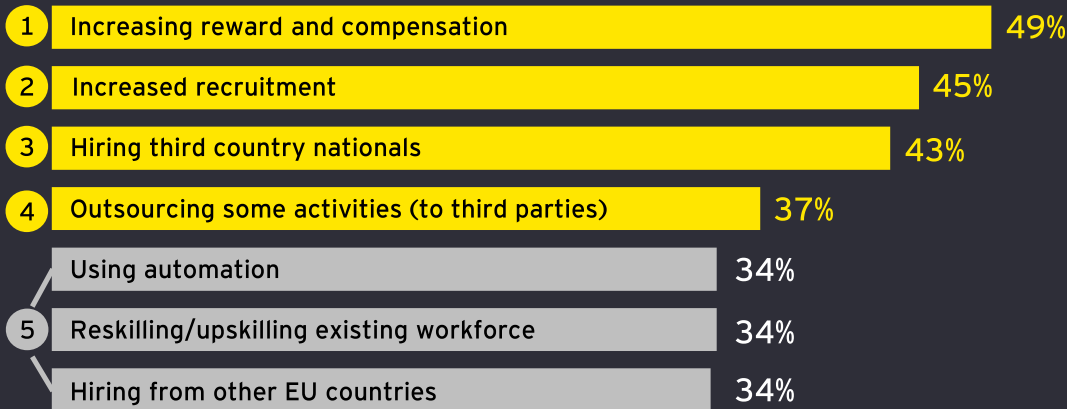 1 Increasing reward and compensation 49%
2 Increased recruitment 45%
3 Hiring third country nationals 43%
4 Outsourcing some activities (to third parties) 37%
Using automation 34%
5 Reskilling/upskilling existing workforce 34%
Hiring from other EU countries 34%